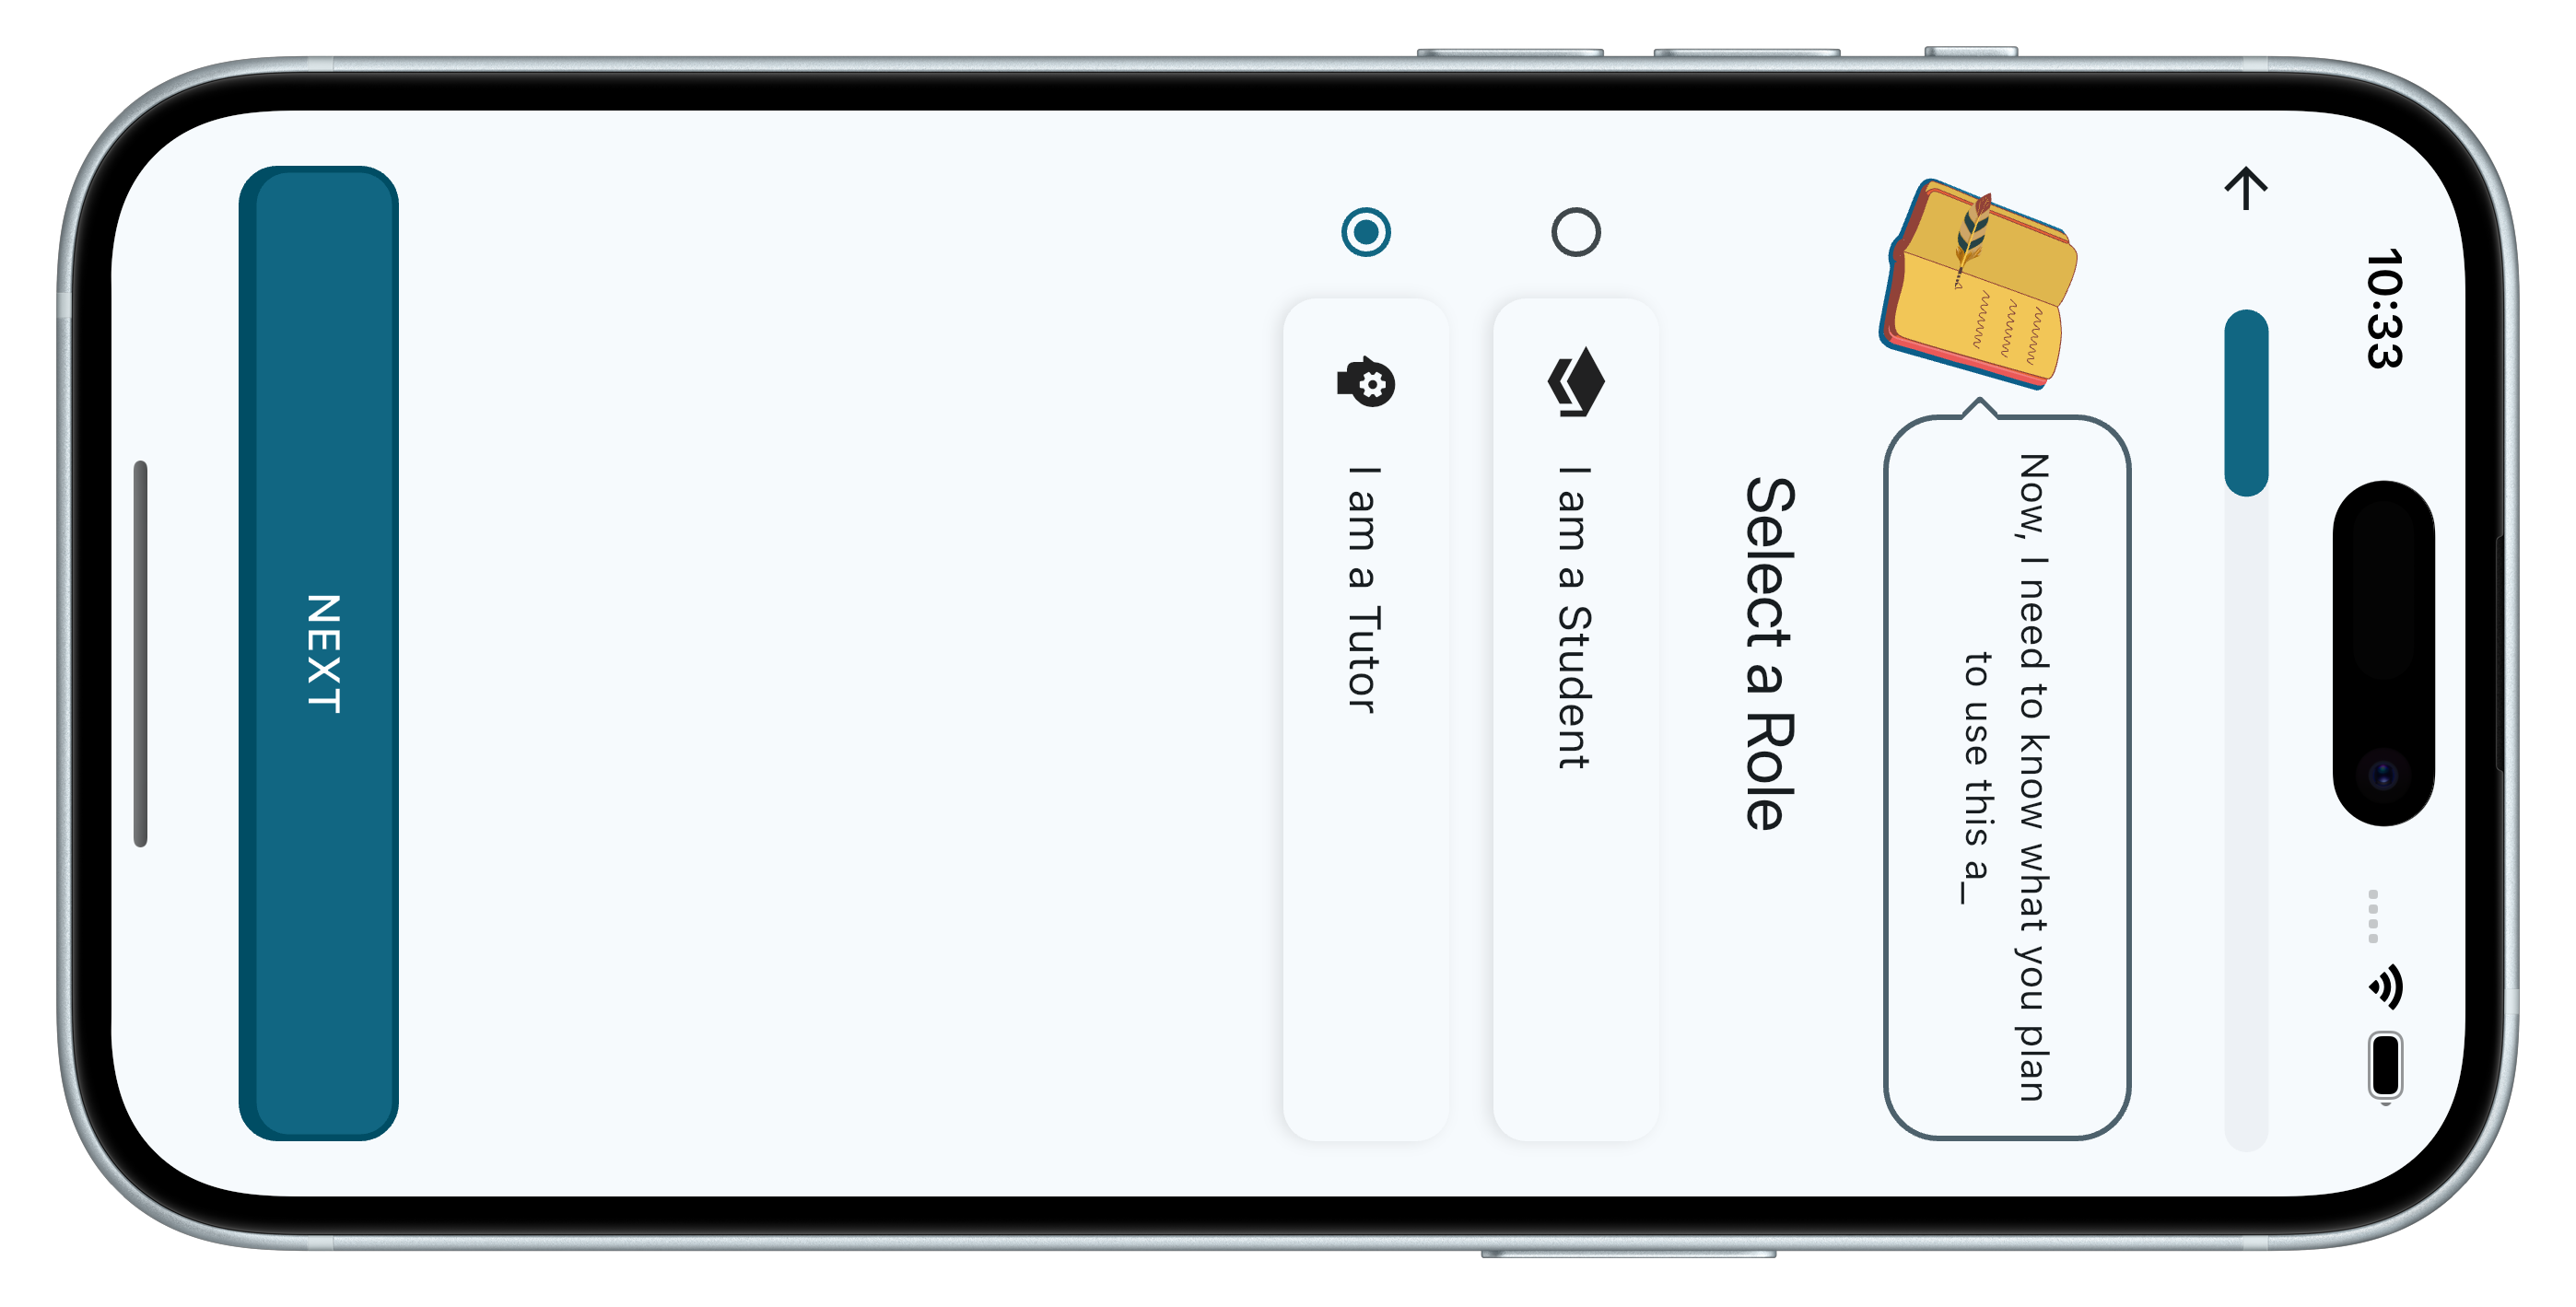 10:33
Now, I need to know what you plan
to use this a_
Select a Role
I am a Student
I am a Tutor
NEXT